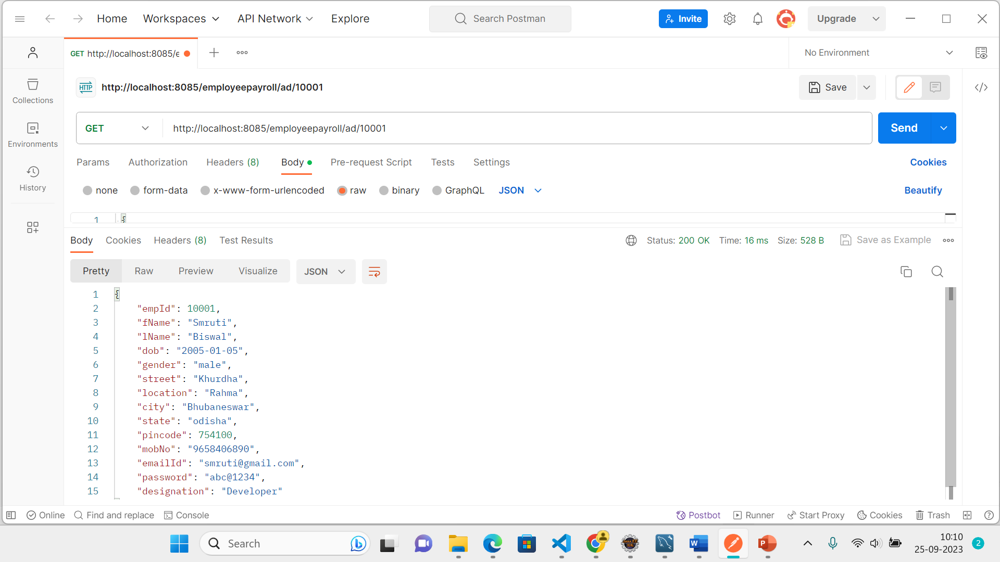 Home
Workspaces
API Network
Explore
Search Postman
Invite
Upgrade
GET http://localhost:8085/e
No Environment
HTTP
http://localhost:8085/employeepayroll/ad/10001
Save
Collections
Environments
History
GET
http://localhost:8085/employeepayroll/ad/10001
Send
Params
Authorization
Headers (8)
Body
Pre-request Script
Tests
Settings
Cookies
none
form-data
x-www-form-urlencoded
raw
binary
GraphQL
JSON
Beautify
1 {
Body
Cookies
Headers (8)
Test Results
Status: 200 OK
Time: 16 ms
Size: 528 B
Save as Example
Pretty
Raw
Preview
Visualize
JSON
1 {
2 "empId": 10001,
3 "fName": "Smruti",
4 "lName": "Biswal",
5 "dob": "2005-01-05",
6 "gender": "male",
7 "street": "Khurdha",
8 "location": "Rahma",
9 "city": "Bhubaneswar",
10 "state": "odisha",
11 "pincode": 754100,
12 "mobNo": "9658406890",
13 "emailId": "smruti@gmail.com",
14 "password": "abc@1234",
15 "designation": "Developer"
Online
Find and replace
Console
Postbot
Runner
Start Proxy
Cookies
Trash
Search
10:10
25-09-2023
2